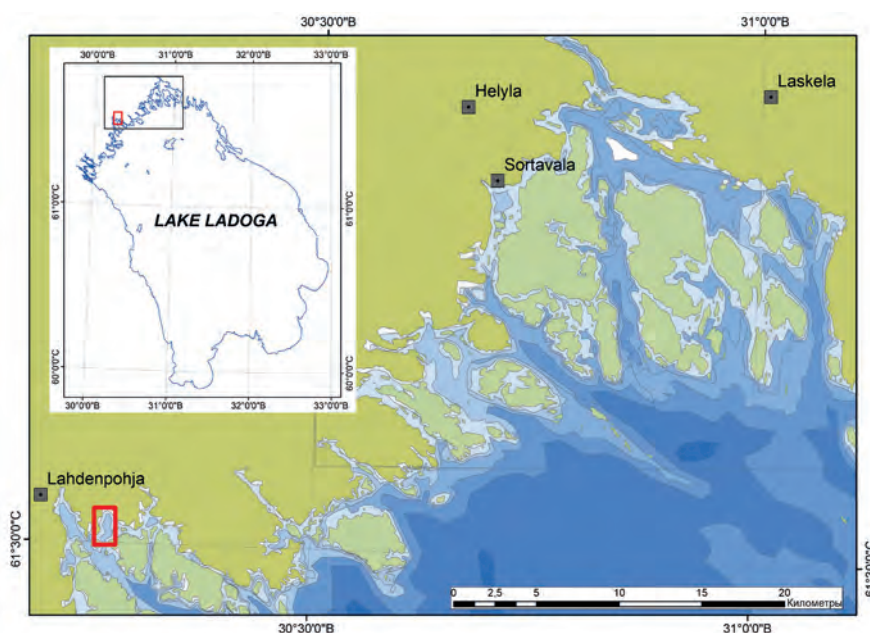 30°30'0"B
31°0'0"B
30°0'0"B
31°0'0"B
32°0'0"B
33°0'0"B
61°0'0"C
61°0'0"C
LAKE LADOGA
60°0'0"C
60°0'0"C
30°0'0"B
31°0'0"B
32°0'0"B
33°0'0"B
Helyla
Laskela
Sortavala
Lahdenpohja
61°30'0"C
61°30'0"C
0
2,5
5
10
15
20
Километры
30°30'0"B
31°0'0"B